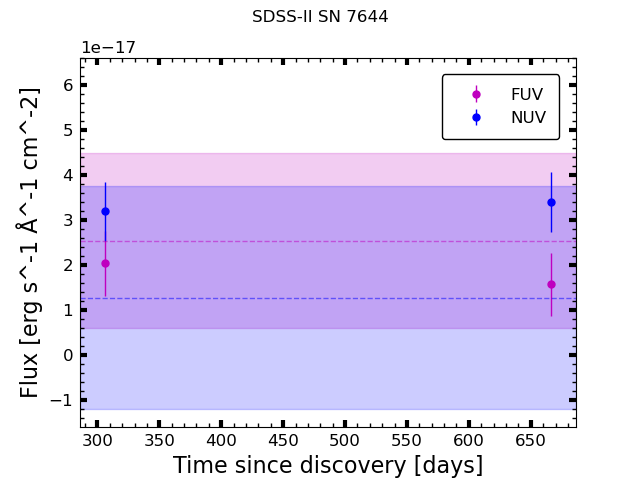 SDSS-II SN 7644
1e−17
FUV
NUV
6
5
4
3
2
1
0
−1
Flux [erg s^-1 Å^-1 cm^-2]
300 350 400 450 500 550 600 650
Time since discovery [days]